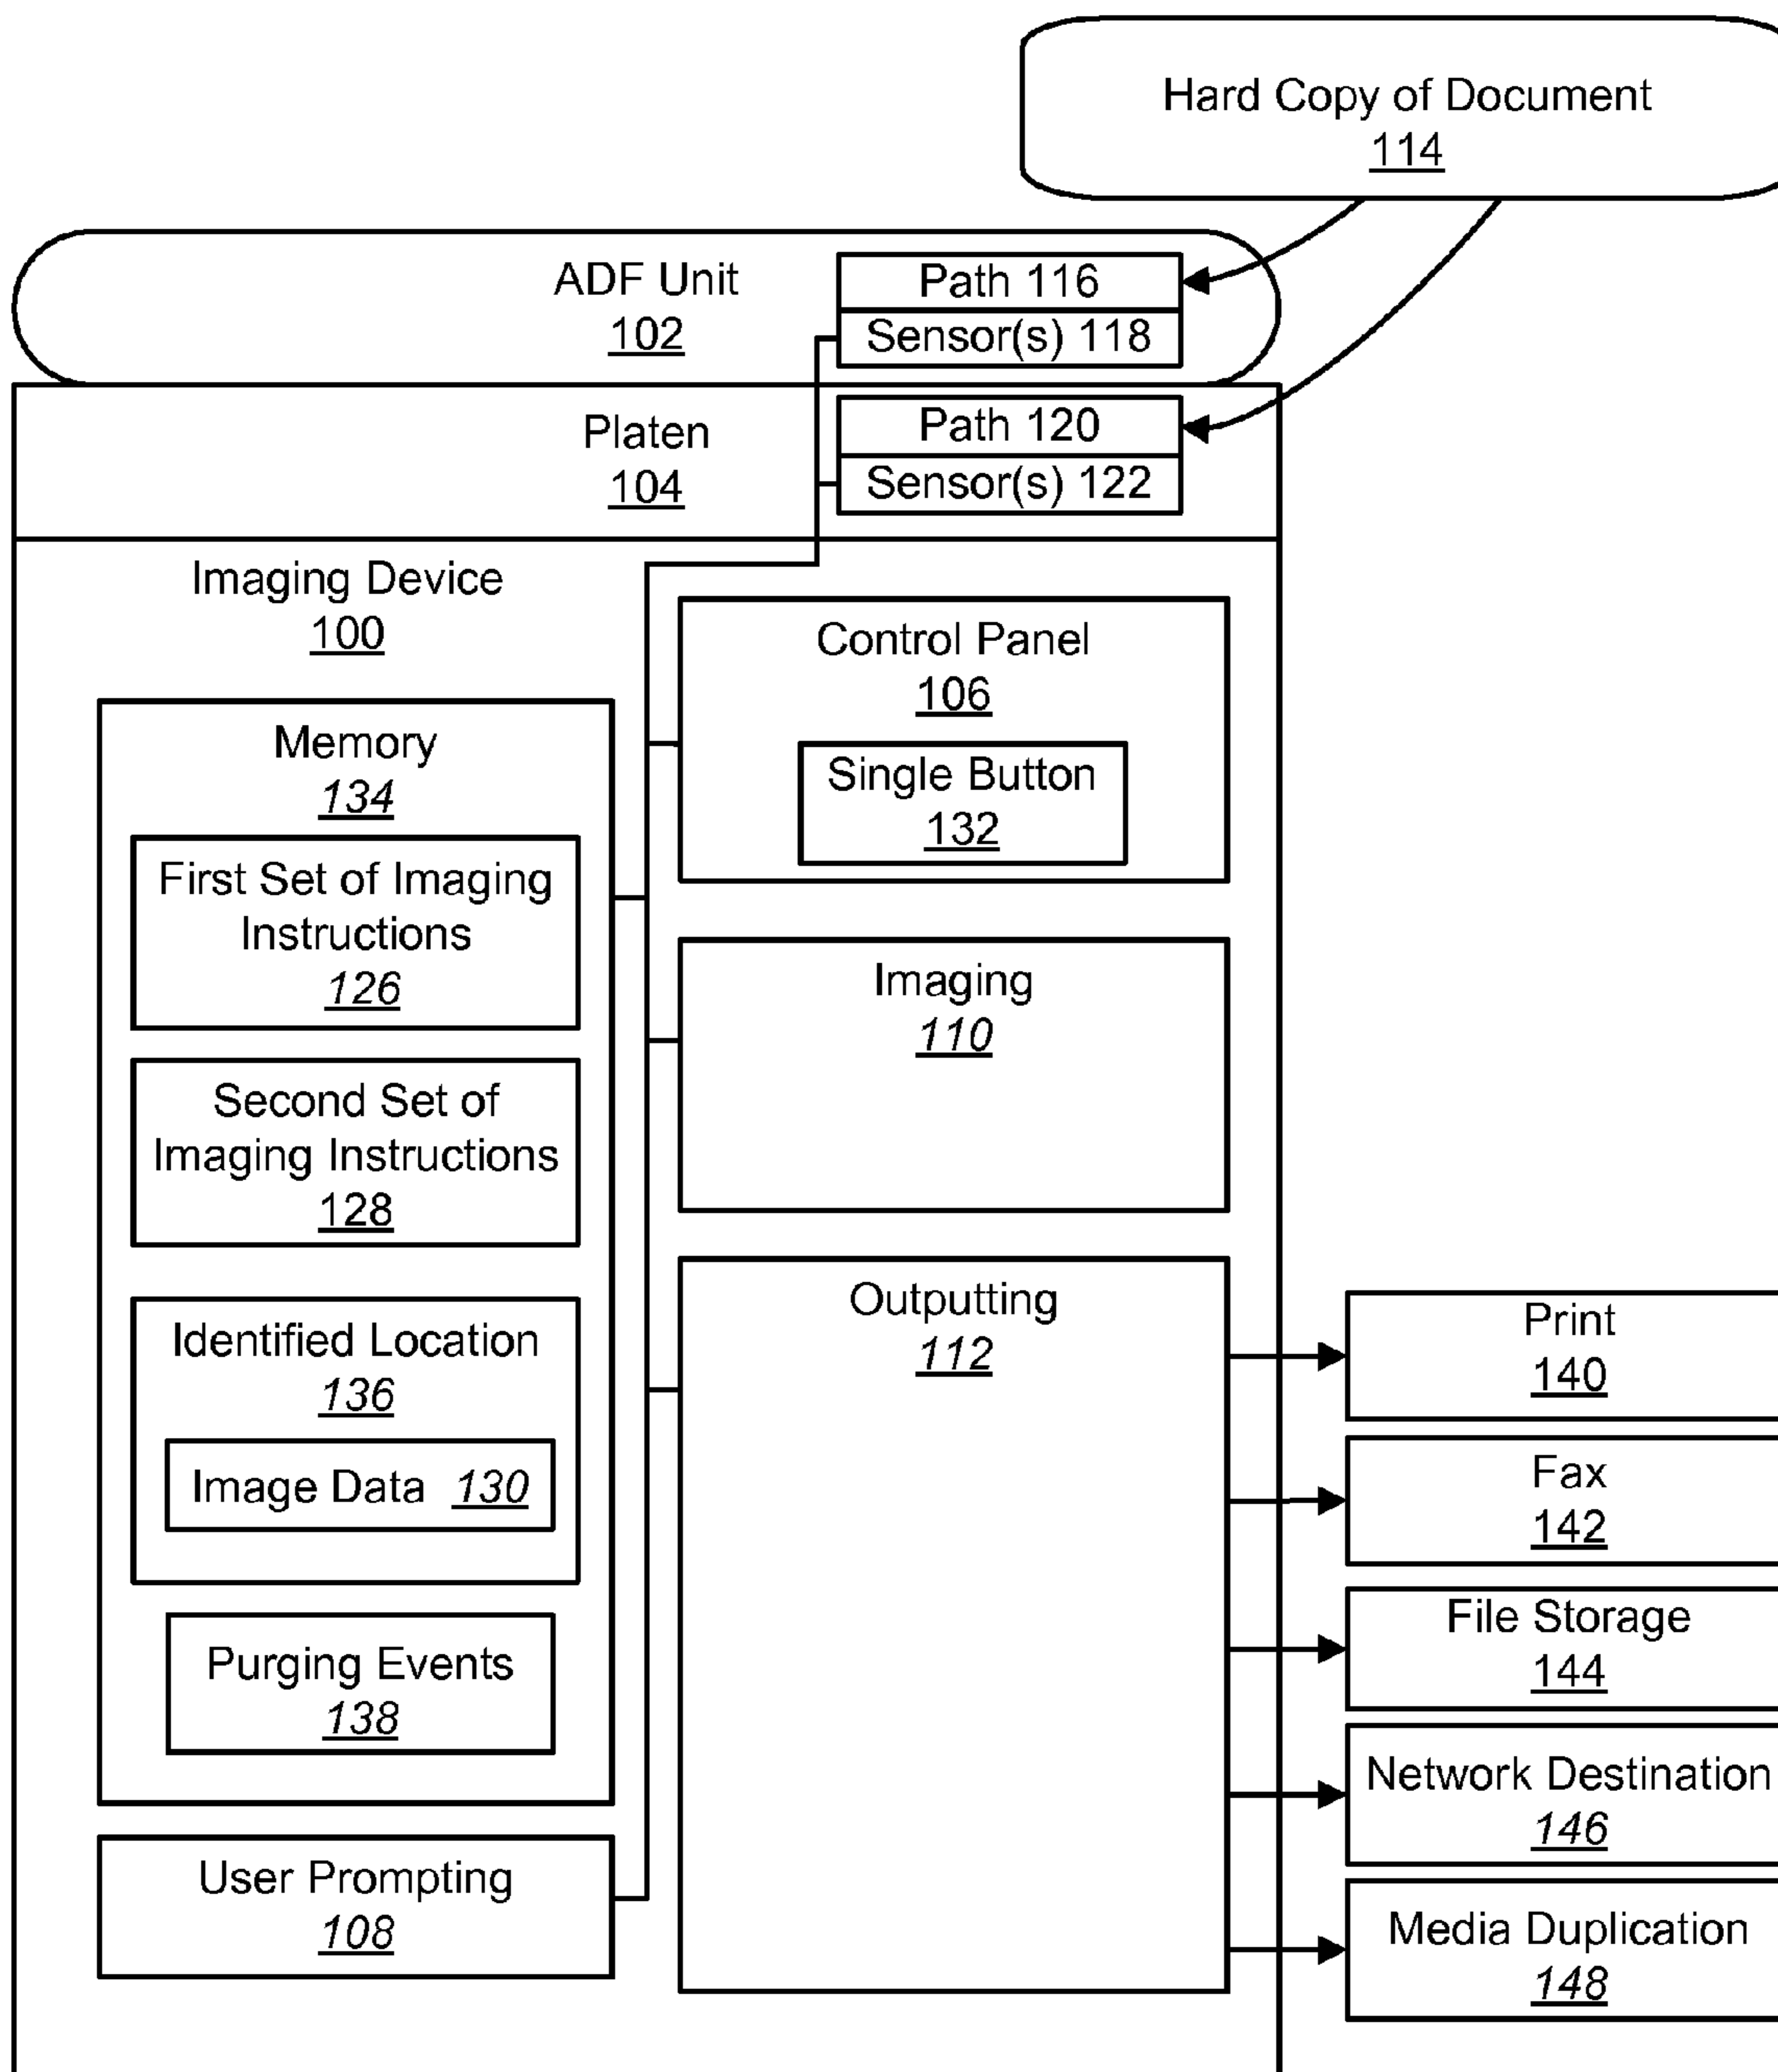 Hard Copy of Document
114
ADF Unit
102
Path 116
Sensor(s) 118
Platen
104
Path 120
Sensor(s) 122
Imaging Device
100
Control Panel
106
Single Button
132
Memory
134
First Set of Imaging
Instructions
126
Second Set of
Imaging Instructions
128
Identified Location
136
Image Data 130
Purging Events
138
User Prompting
108
Imaging
110
Outputting
112
Print
140
Fax
142
File Storage
144
Network Destination
146
Media Duplication
148